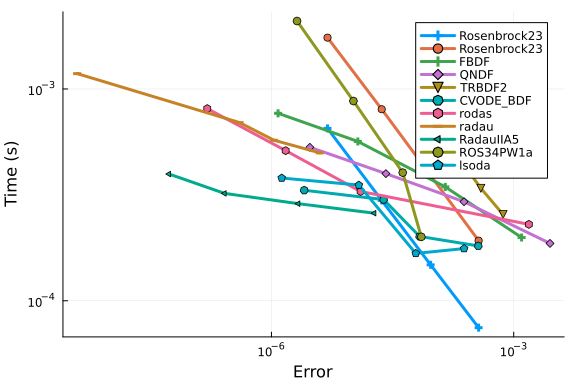 Time (s)
10⁻³
10⁻⁴
Rosenbrock23
Rosenbrock23
FBDF
QNDF
TRBDF2
CVODE_BDF
rodas
radau
RadauIIA5
ROS34PW1a
lsoda
10⁻⁶
10⁻³
Error